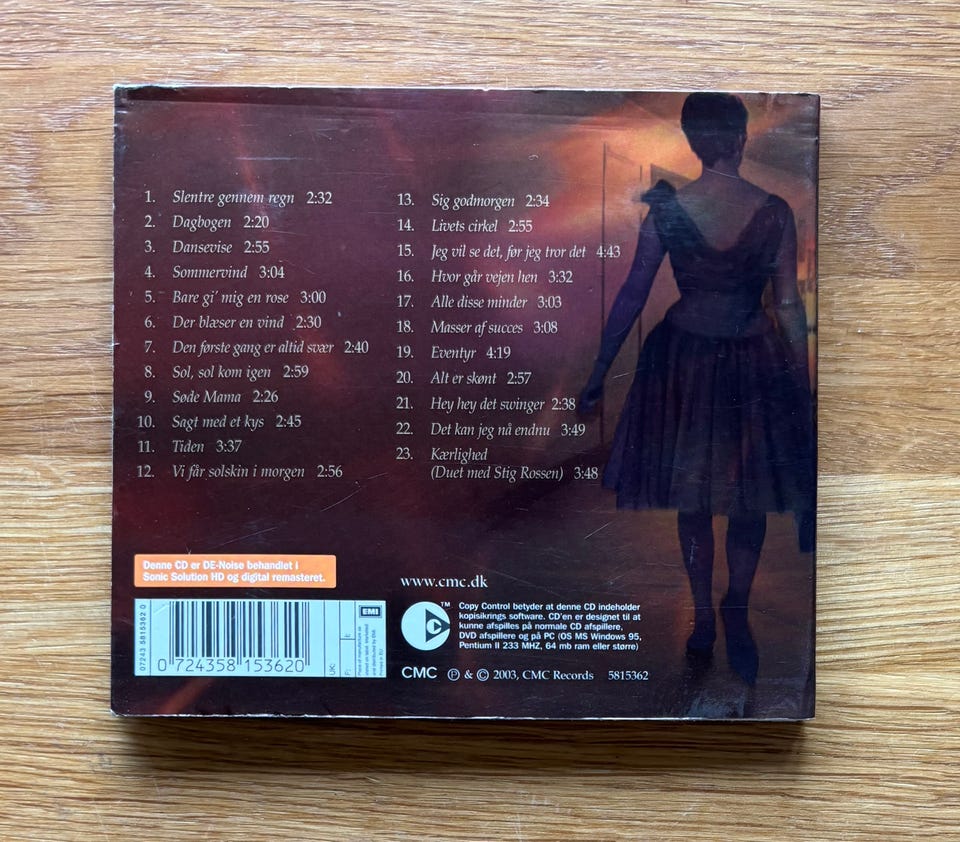 1. Slentre gennem regn 2:32
2. Dagbogen 2:20
3. Dansevise 2:55
4. Sommervind 3:04
5. Bare gi' mig en rose 3:00
6. Der blæser en vind 2:30
7. Den første gang er altid svær 2:40
8. Sol, sol kom igen 2:59
9. Søde Mama 2:26
10. Sagt med et kys 2:45
11. Tiden 3:37
12. Vi får solskin i morgen 2:56
13. Sig godmorgen 2:34
14. Livets cirkel 2:55
15. Jeg vil se det, før jeg tror det 4:43
16. Hvor går vejen hen 3:32
17. Alle disse minder 3:03
18. Masser af succes 3:08
19. Eventyr 4:19
20. Alt er skønt 2:57
21. Hey hey det swinger 2:38
22. Det kan jeg nå endnu 3:49
23. Kærlighed
(Duet med Stig Rossen) 3:48
Denne CD er DE-Noise behandlet i
Sonic Solution HD og digital remasteret.
07243 5815362 0
0 724358 153620
UK:
F:
EMI
www.cmc.dk
TM
Copy Control betyder at denne CD indeholder
kopisikrings software. CD'en er designet til at
kunne afspilles på normale CD afspillere,
DVD afspillere og på PC (OS MS Windows 95,
Pentium II 233 MHZ, 64 mb ram eller større)
CMC ℗ & © 2003, CMC Records 5815362